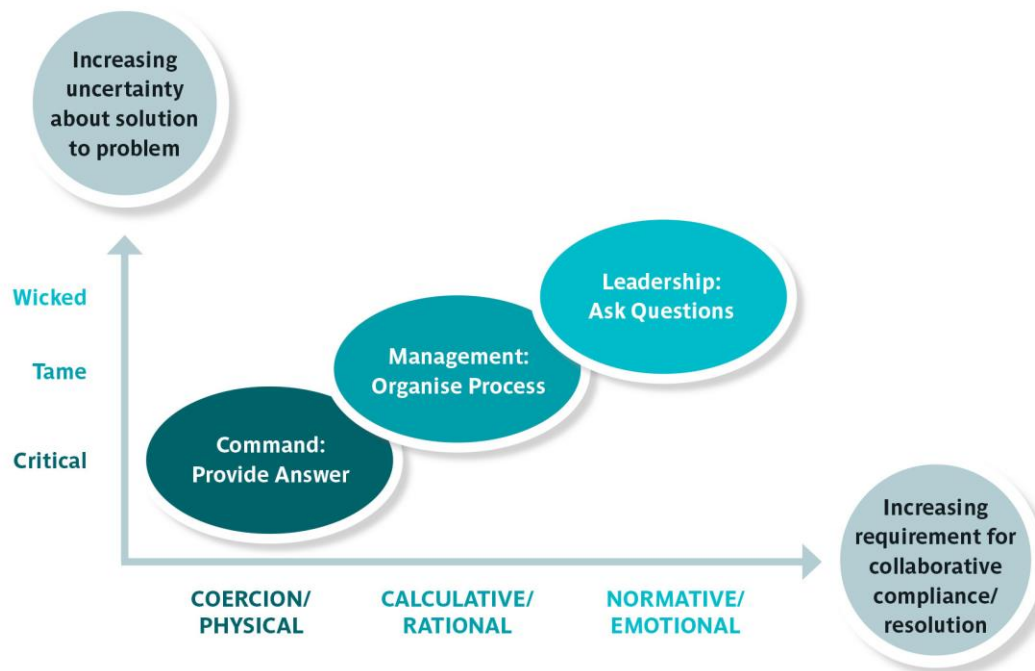 Increasing
uncertainty
about solution
to problem
Wicked
Tame
Critical
Leadership:
Ask Questions
Management:
Organise Process
Command:
Provide Answer
Increasing
requirement for
collaborative
compliance/
resolution
COERCION/
PHYSICAL
CALCULATIVE/
RATIONAL
NORMATIVE/
EMOTIONAL